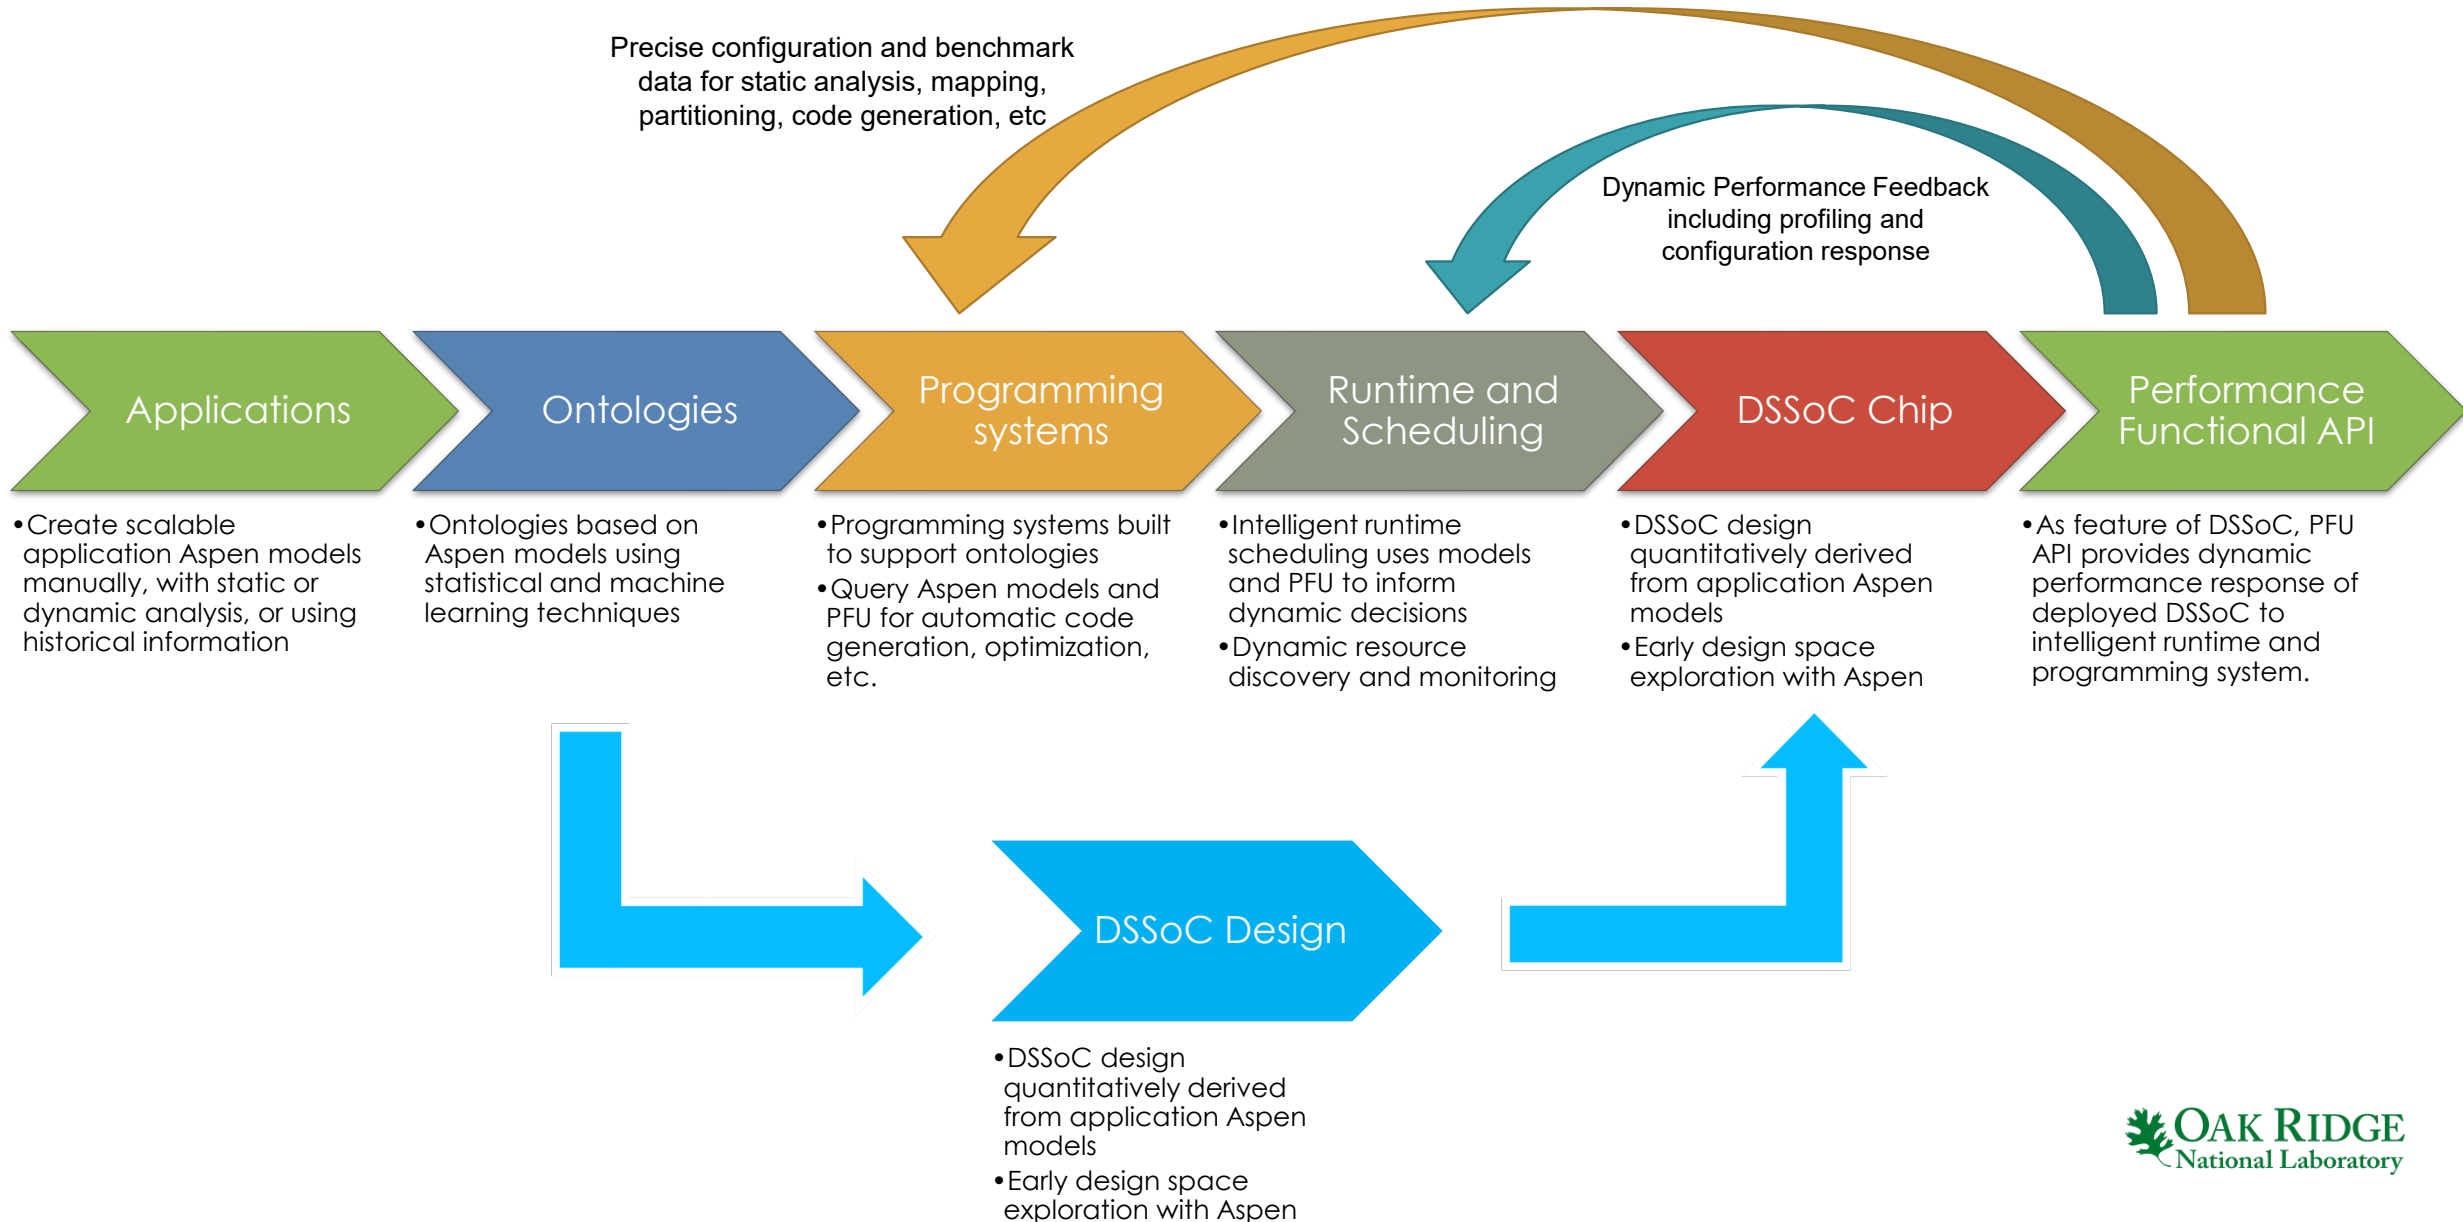 Precise configuration and benchmark
data for static analysis, mapping,
partitioning, code generation, etc
Dynamic Performance Feedback
including profiling and
configuration response
Applications
•Create scalable
application Aspen models
manually, with static or
dynamic analysis, or using
historical information
Ontologies
•Ontologies based on
Aspen models using
statistical and machine
learning techniques
Programming
systems
•Programming systems built
to support ontologies
•Query Aspen models and
PFU for automatic code
generation, optimization,
etc.
Runtime and
Scheduling
•Intelligent runtime
scheduling uses models
and PFU to inform
dynamic decisions
•Dynamic resource
discovery and monitoring
DSSoC Chip
•DSSoC design
quantitatively derived
from application Aspen
models
•Early design space
exploration with Aspen
Performance
Functional API
•As feature of DSSoC, PFU
API provides dynamic
performance response of
deployed DSSoC to
intelligent runtime and
programming system.
DSSoC Design
•DSSoC design
quantitatively derived
from application Aspen
models
•Early design space
exploration with Aspen
OAK RIDGE
National Laboratory